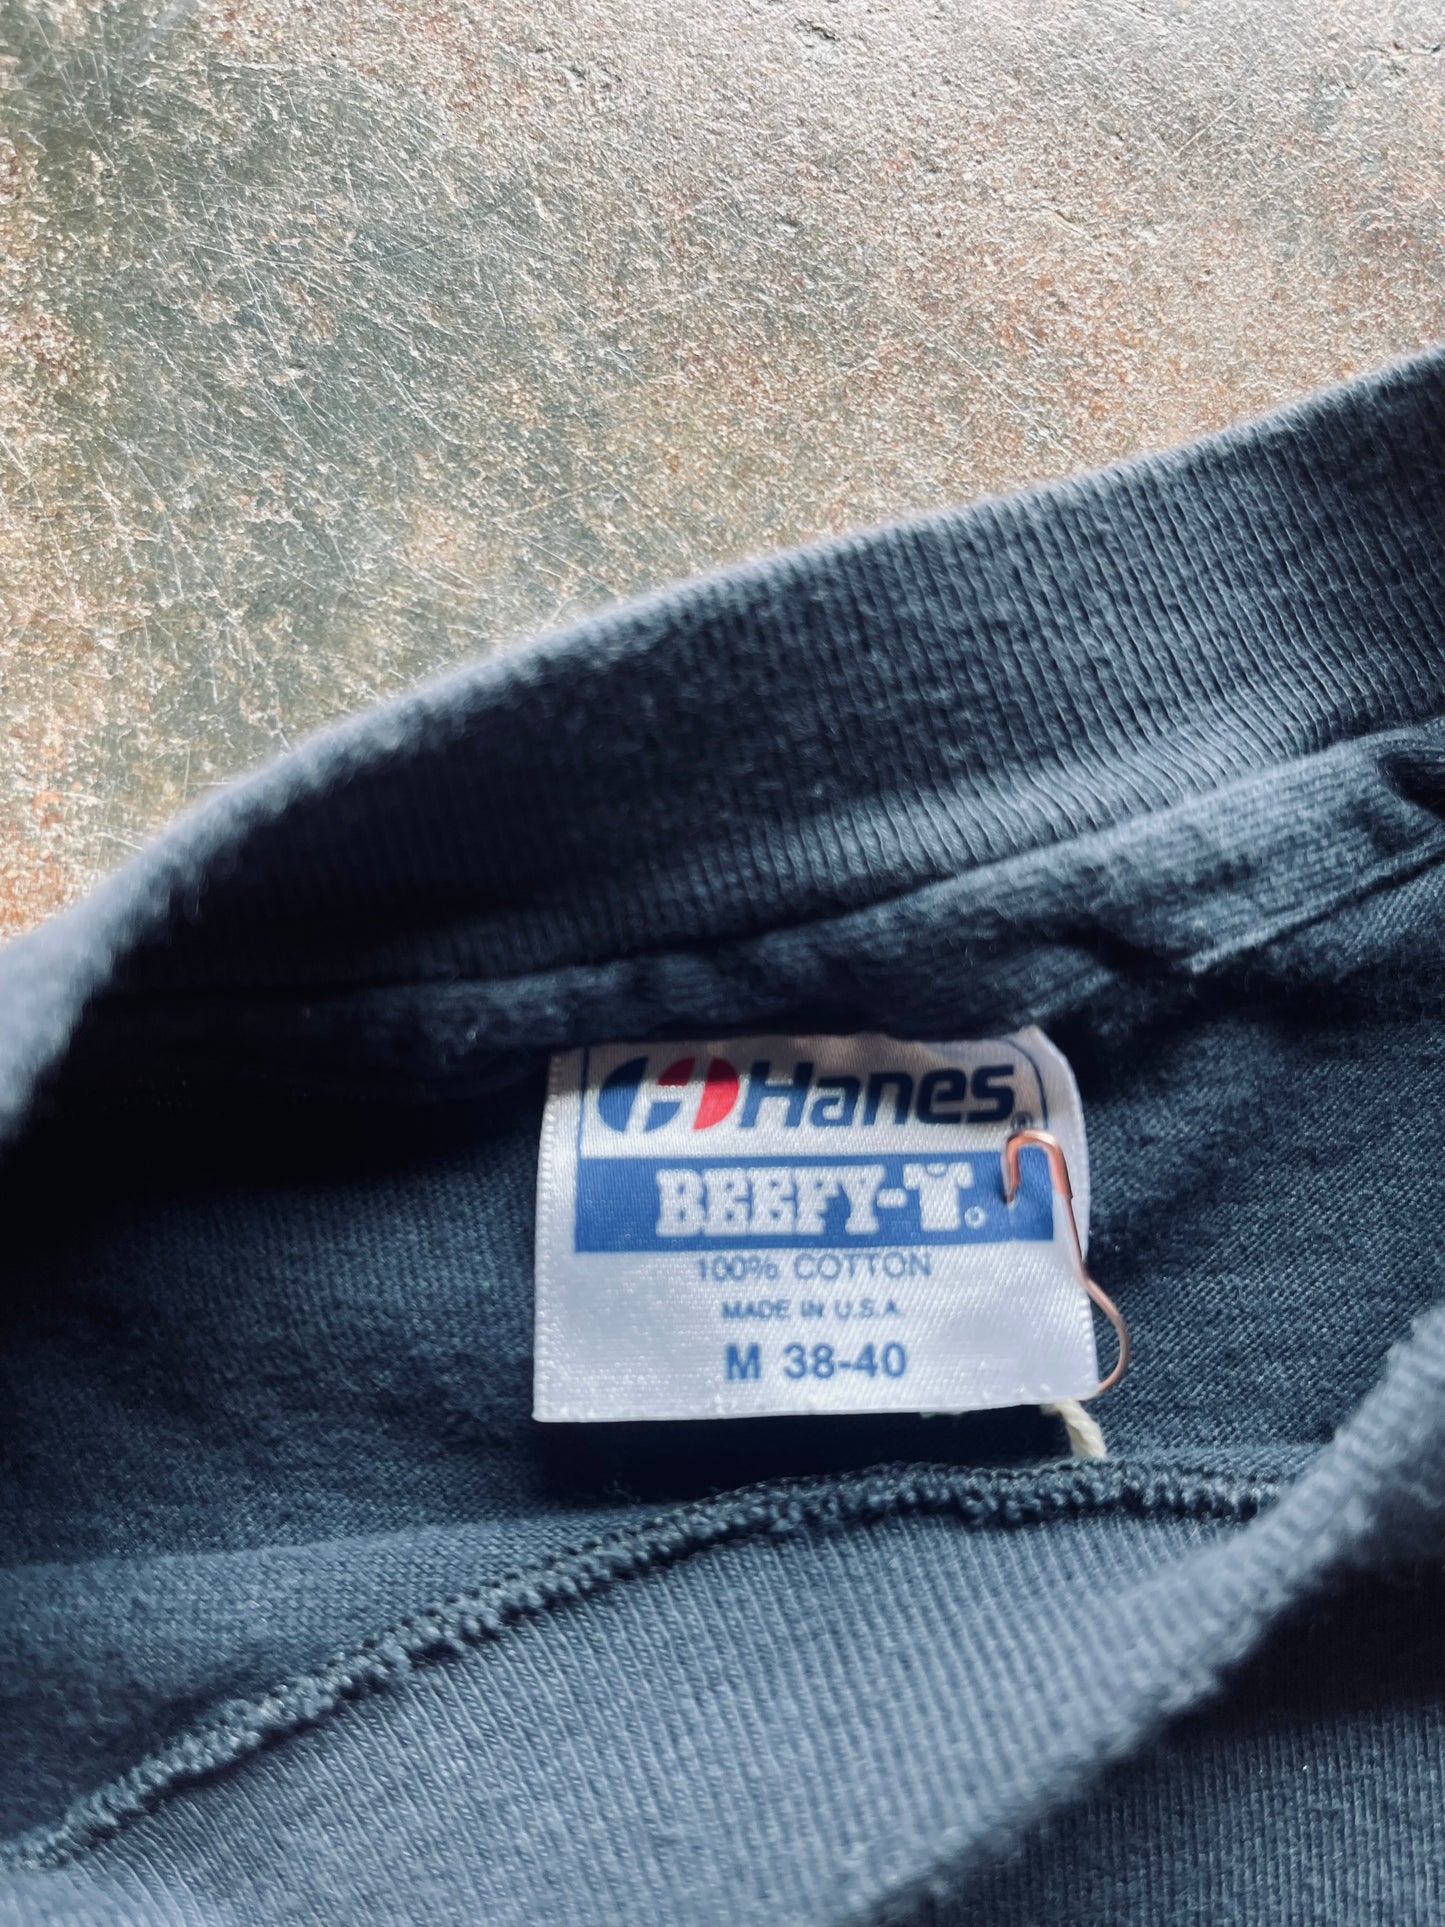 Hanes®
BEEFY-T®
100% COTTON
MADE IN U.S.A.
M 38-40